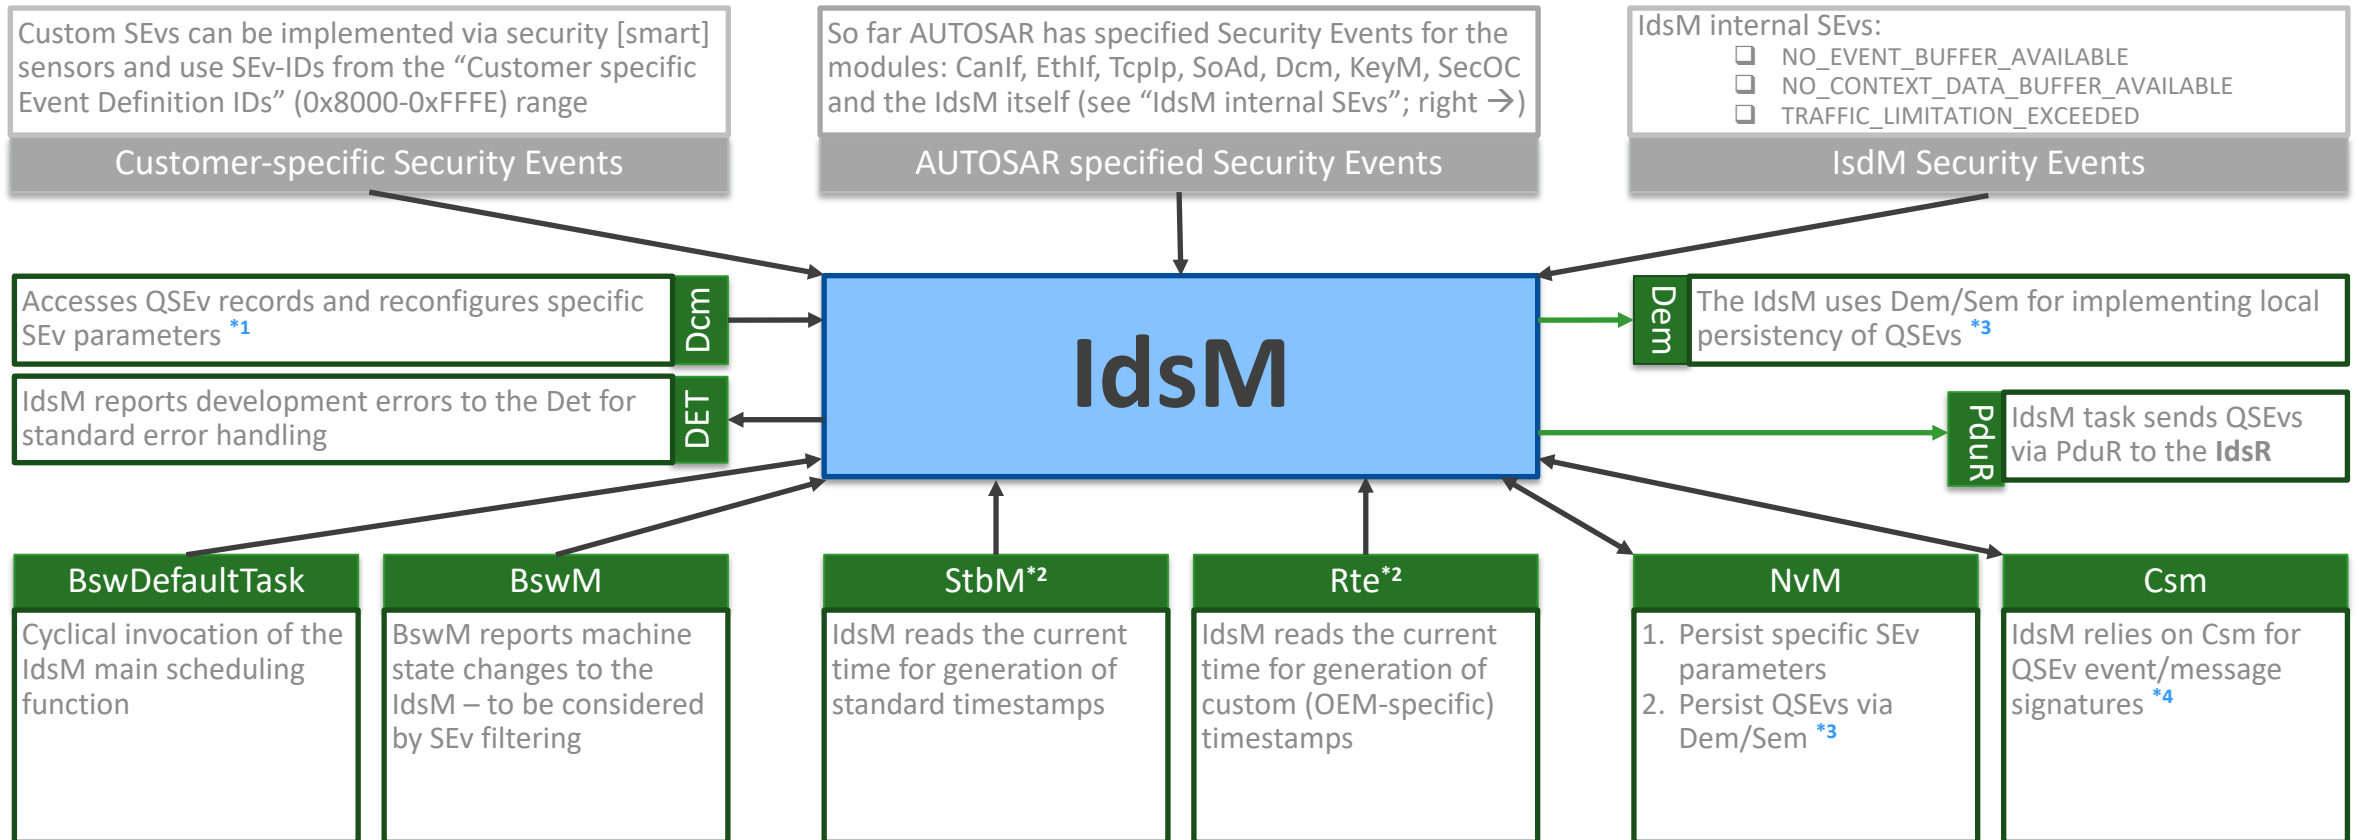 Custom SEvs can be implemented via security [smart]
sensors and use SEv-IDs from the “Customer specific
Event Definition IDs” (0x8000-0xFFFE) range
Customer-specific Security Events
So far AUTOSAR has specified Security Events for the
modules: CanIf, EthIf, TcpIp, SoAd, Dcm, KeyM, SecOC
and the IdsM itself (see “IdsM internal SEvs”; right →)
AUTOSAR specified Security Events
IdsM internal SEvs:
❑ NO_EVENT_BUFFER_AVAILABLE
❑ NO_CONTEXT_DATA_BUFFER_AVAILABLE
❑ TRAFFIC_LIMITATION_EXCEEDED
IsdM Security Events
Accesses QSEv records and reconfigures specific
SEv parameters *1
Dcm
IdsM reports development errors to the Det for
standard error handling
DET
IdsM
Dem
The IdsM uses Dem/Sem for implementing local
persistency of QSEvs *3
PduR
IdsM task sends QSEvs
via PduR to the IdsR
BswDefaultTask
Cyclical invocation of the
IdsM main scheduling
function
BswM
BswM reports machine
state changes to the
IdsM – to be considered
by SEv filtering
StbM*2
IdsM reads the current
time for generation of
standard timestamps
Rte*2
IdsM reads the current
time for generation of
custom (OEM-specific)
timestamps
NvM
1. Persist specific SEv
parameters
2. Persist QSEvs via
Dem/Sem *3
Csm
IdsM relies on Csm for
QSEv event/message
signatures *4